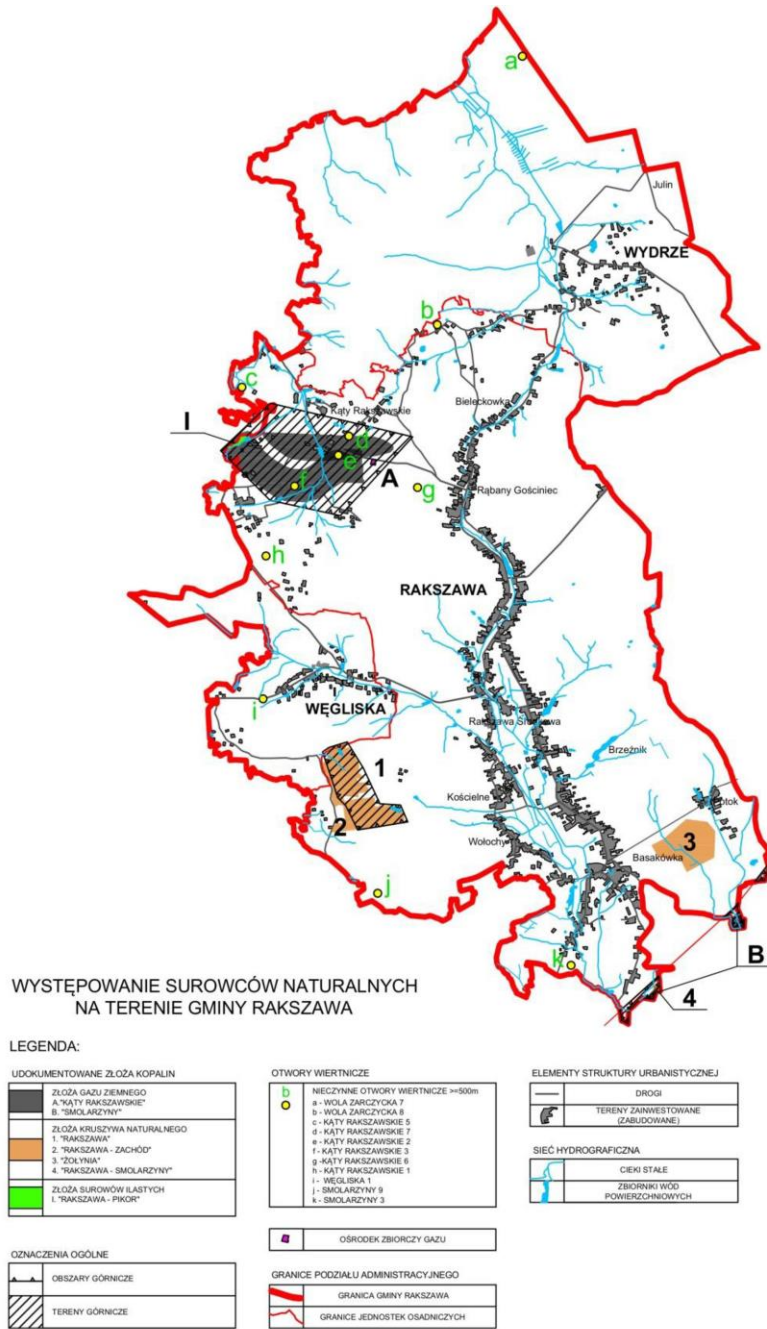 a
Julin
WYDRZE
b
Bieleckowka
c
Kąty Rakszawskie
I
d
e
A
f
g
Rąbany Gościniec
h
RAKSZAWA
i
WĘGLISKA
Rakszawa
Brzeźnik
1
Kościelne
2
Wołochy
3
Basakówka
j
k
B
4
WYSTĘPOWANIE SUROWCÓW NATURALNYCH
NA TERENIE GMINY RAKSZAWA
LEGENDA:
UDOKUMENTOWANE ZŁOŻA KOPALIN
ZŁOŻA GAZU ZIEMNEGO
A."KĄTY RAKSZAWSKIE"
B. "SMOLARZYNY"
ZŁOŻA KRUSZYWA NATURALNEGO
1. "RAKSZAWA"
2. "RAKSZAWA - ZACHÓD"
3. "ŻOŁYNIA"
4. "RAKSZAWA - SMOLARZYNY"
ZŁOŻA SUROWÓW ILASTYCH
I. "RAKSZAWA - PIKOR"
OZNACZENIA OGÓLNE
OBSZARY GÓRNICZE
TERENY GÓRNICZE
OTWORY WIERTNICZE
b NIECZYNNE OTWORY WIERTNICZE >=500m
a - WOLA ZARCZYCKA 7
b - WOLA ZARCZYCKA 8
c - KĄTY RAKSZAWSKIE 5
d - KĄTY RAKSZAWSKIE 7
e - KĄTY RAKSZAWSKIE 2
f - KĄTY RAKSZAWSKIE 3
g -KĄTY RAKSZAWSKIE 6
h - KĄTY RAKSZAWSKIE 1
i - WĘGLISKA 1
j - SMOLARZYNY 9
k - SMOLARZYNY 3
OŚRODEK ZBIORCZY GAZU
GRANICE PODZIAŁU ADMINISTRACYJNEGO
GRANICA GMINY RAKSZAWA
GRANICE JEDNOSTEK OSADNICZYCH
ELEMENTY STRUKTURY URBANISTYCZNEJ
DROGI
TERENY ZAINWESTOWANE
(ZABUDOWANE)
SIEĆ HYDROGRAFICZNA
CIEKI STAŁE
ZBIORNIKI WÓD
POWIERZCHNIOWYCH